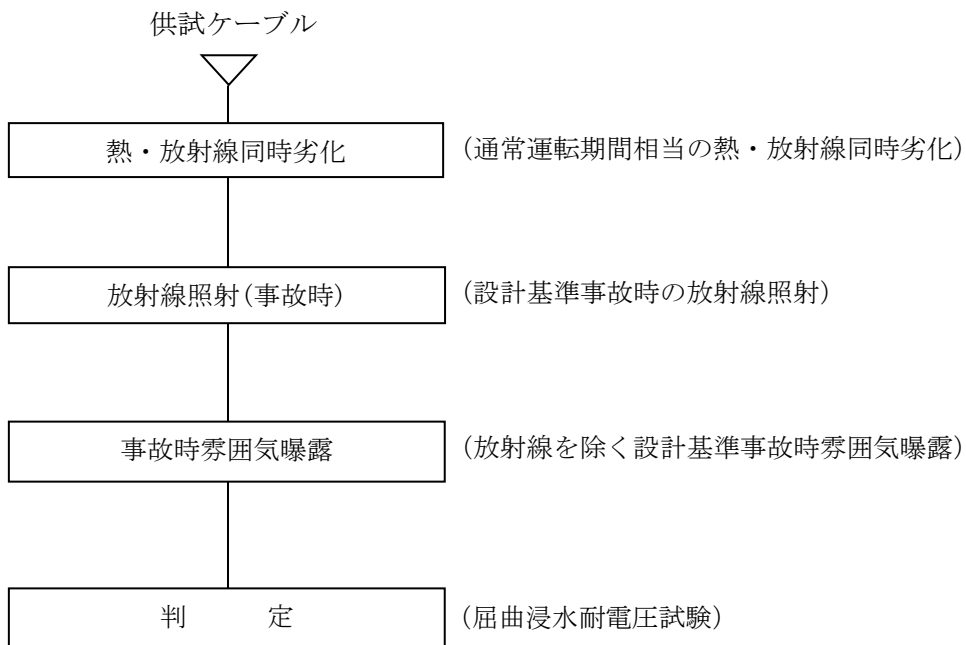 供試ケーブル
熱・放射線同時劣化 (通常運転期間相当の熱・放射線同時劣化)
放射線照射(事故時) (設計基準事故時の放射線照射)
事故時雰囲気曝露 (放射線を除く設計基準事故時雰囲気曝露)
判 定 (屈曲浸水耐電圧試験)